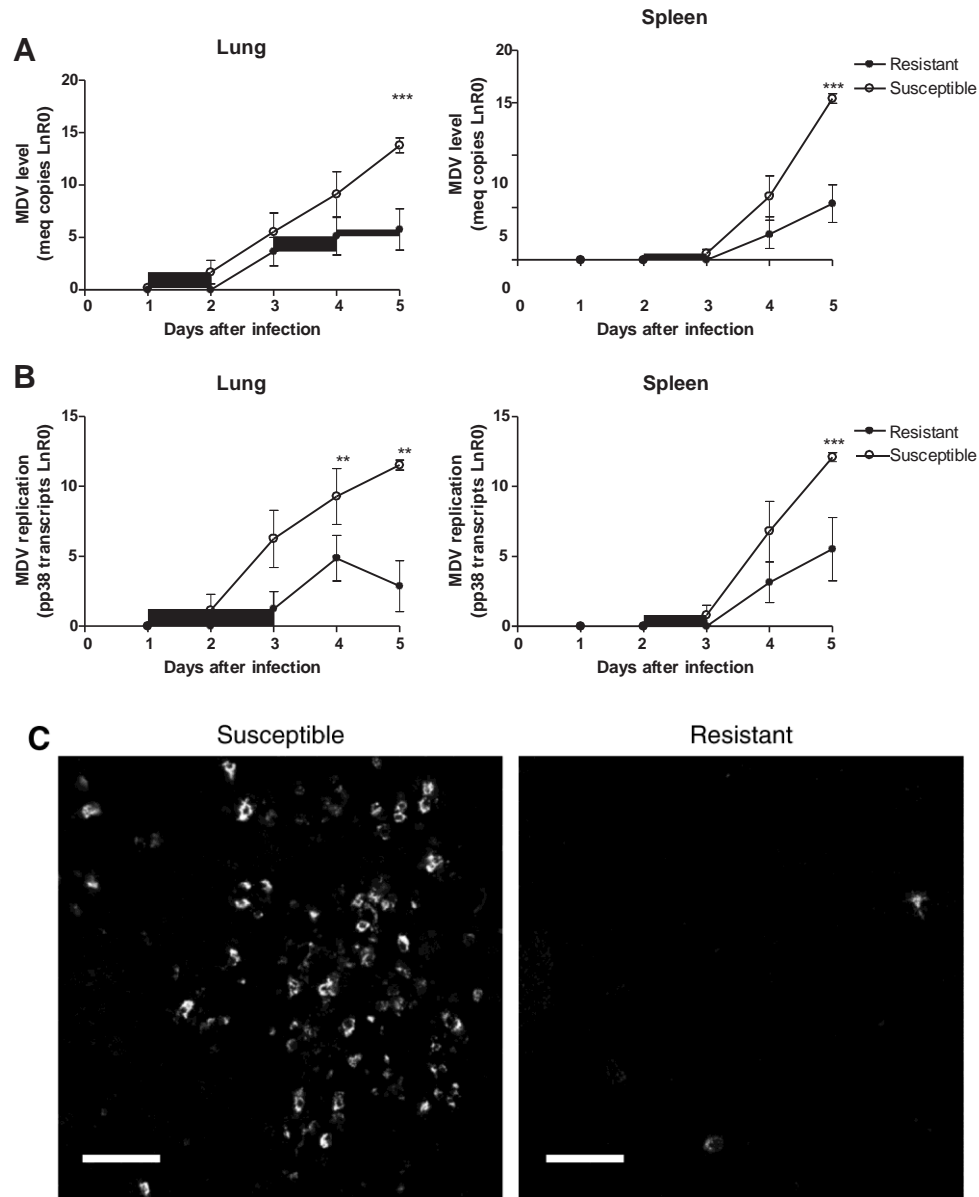 A
Lung
Spleen
MDV level
(meq copies LnR0)
20
15
10
5
0
***
0 1 2 3 4 5
Days after infection
MDV level
(meq copies LnR0)
20
15
10
5
0
***
0 1 2 3 4 5
Days after infection
Resistant
Susceptible
B
Lung
Spleen
MDV replication
(pp38 transcripts LnR0)
15
10
5
0
**
**
0 1 2 3 4 5
Days after infection
MDV replication
(pp38 transcripts LnR0)
15
10
5
0
***
0 1 2 3 4 5
Days after infection
Resistant
Susceptible
C
Susceptible
Resistant